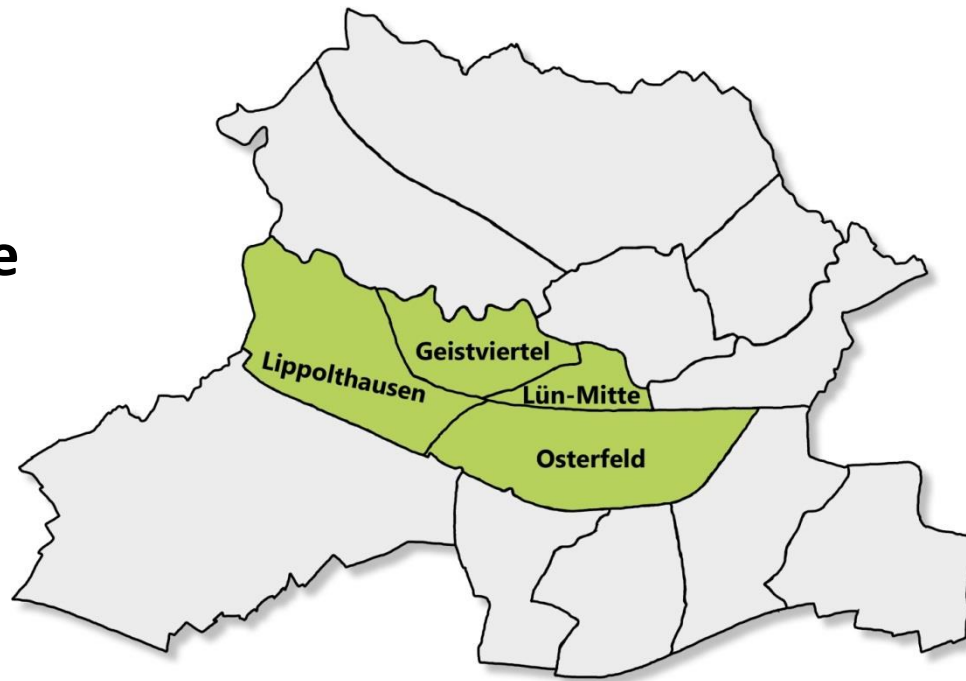 e
Geistviertel
Lippolthausen
Lün-Mitte
Osterfeld